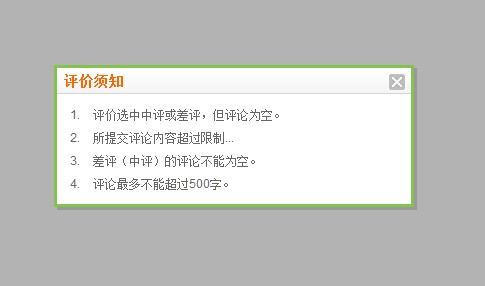 评价须知
1. 评价选中中评或差评，但评论为空。
2. 所提交评论内容超过限制...
3. 差评（中评）的评论不能为空。
4. 评论最多不能超过500字。